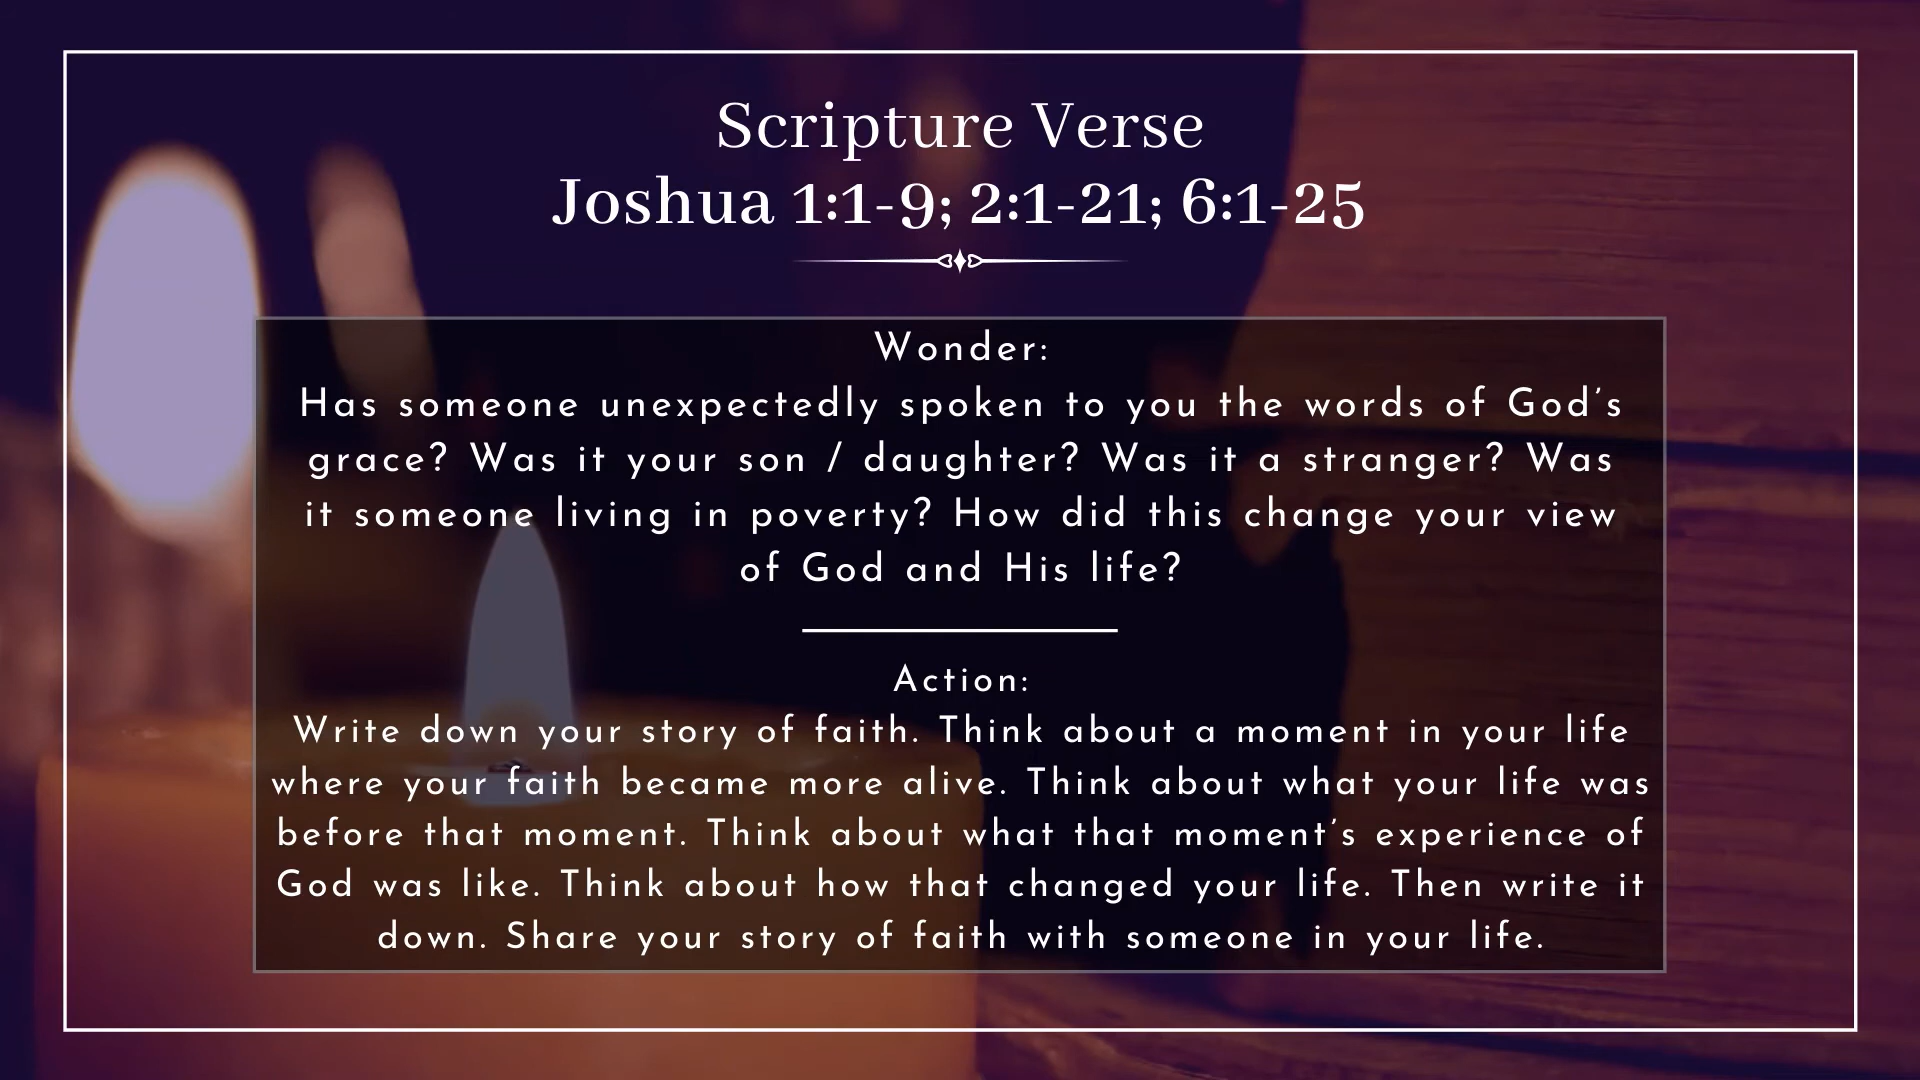 Scripture Verse
Joshua 1:1-9; 2:1-21; 6:1-25
Wonder:
Has someone unexpectedly spoken to you the words of God's
grace? Was it your son / daughter? Was it a stranger? Was
it someone living in poverty? How did this change your view
of God and His life?
Action:
Write down your story of faith. Think about a moment in your life
where your faith became more alive. Think about what your life was
before that moment. Think about what that moment's experience of
God was like. Think about how that changed your life. Then write it
down. Share your story of faith with someone in your life.